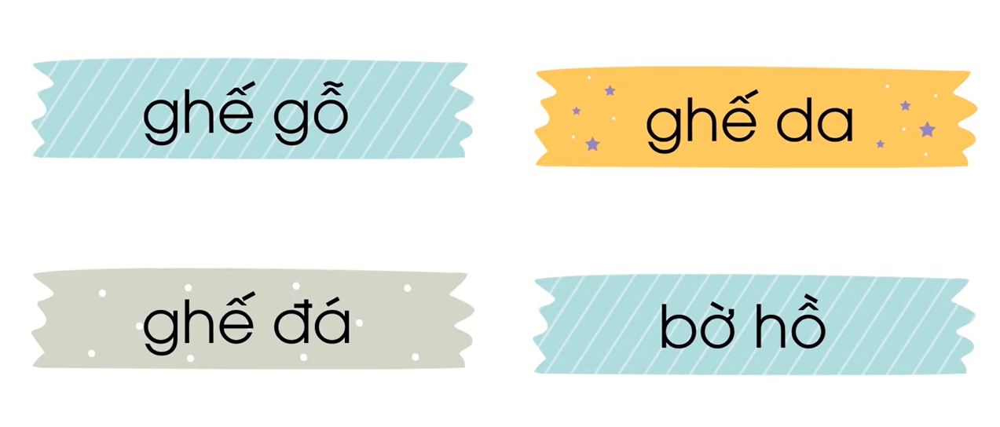 ghế gỗ
ghế da
ghế đá
bờ hồ